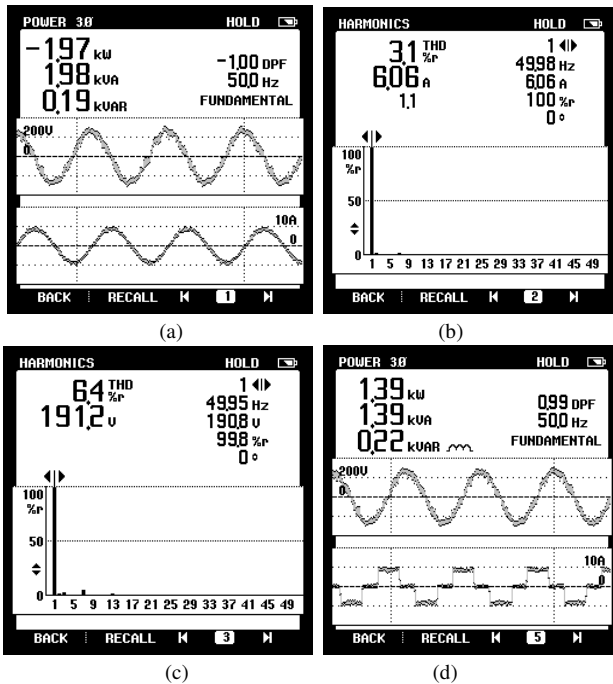 POWER 3.0 HOLD
-1.97 kW
1.98 kVA
0.19 kVAR
-1.00 DPF
50.0 Hz
FUNDAMENTAL
200V
0
10A
0
BACK RECALL 1
(a)
HARMONICS HOLD
3.1 THD %r
6.06 A
1.1
1
49.98 Hz
6.06 A
100 %r
0 °
100
%r
50
0
1 5 9 13 17 21 25 29 33 37 41 45 49
BACK RECALL 2
(b)
HARMONICS HOLD
6.4 THD %r
191.2 V
1
49.95 Hz
190.8 V
99.8 %r
0 °
100
%r
50
0
1 5 9 13 17 21 25 29 33 37 41 45 49
BACK RECALL 3
(c)
POWER 3.0 HOLD
1.39 kW
1.39 kVA
0.22 kVAR
0.99 DPF
50.0 Hz
FUNDAMENTAL
200V
0
10A
0
BACK RECALL 5
(d)